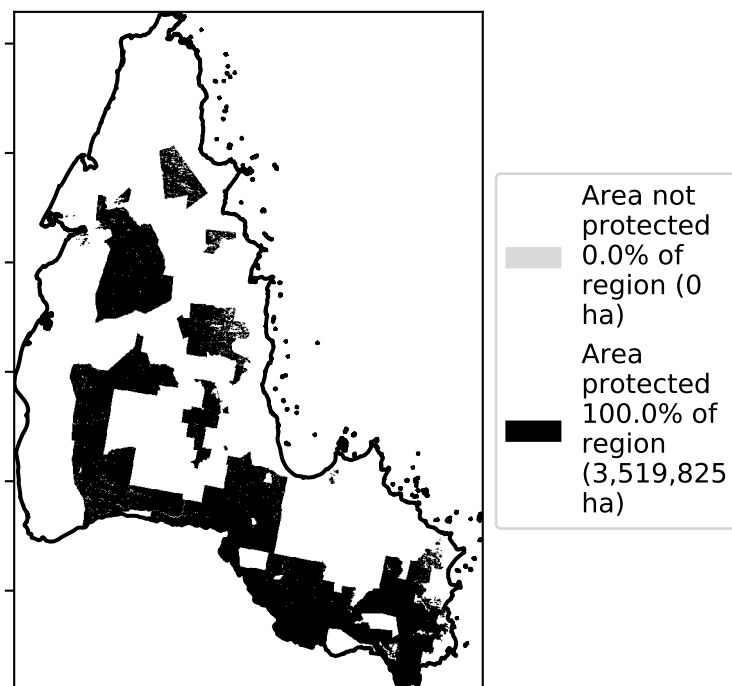 Area not
protected
0.0% of
region (0
ha)
Area
protected
100.0% of
region
(3,519,825
ha)